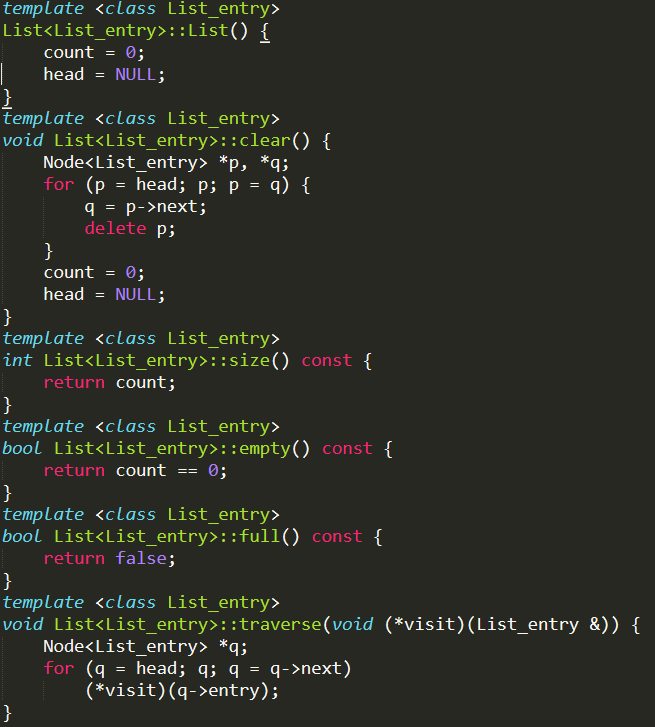 template <class List_entry>
List<List_entry>::List() {
    count = 0;
    head = NULL;
}
template <class List_entry>
void List<List_entry>::clear() {
    Node<List_entry> *p, *q;
    for (p = head; p; p = q) {
        q = p->next;
        delete p;
    }
    count = 0;
    head = NULL;
}
template <class List_entry>
int List<List_entry>::size() const {
    return count;
}
template <class List_entry>
bool List<List_entry>::empty() const {
    return count == 0;
}
template <class List_entry>
bool List<List_entry>::full() const {
    return false;
}
template <class List_entry>
void List<List_entry>::traverse(void (*visit)(List_entry &)) {
    Node<List_entry> *q;
    for (q = head; q; q = q->next)
        (*visit)(q->entry);
}